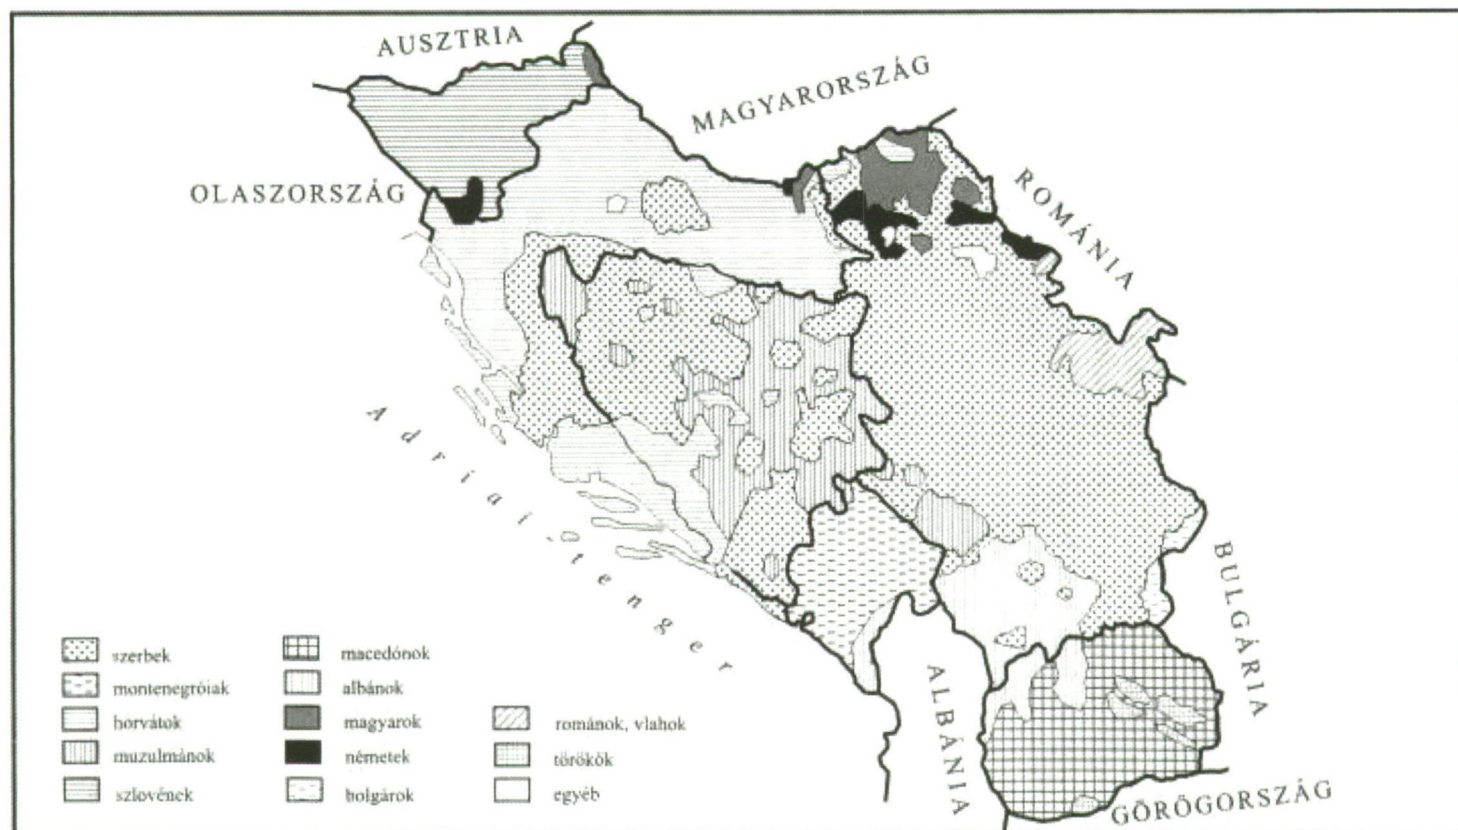 AUSZTRIA
MAGYARORSZÁG
OLASZORSZÁG
ROMÁNIA
Adriai-tenger
BULGÁRIA
ALBÁNIA
GÖRÖGORSZÁG
szerbek
montenegróiak
horvátok
muzulmánok
szlovének
macedónok
albánok
magyarok
németek
bolgárok
románok, vlahok
törökök
egyéb